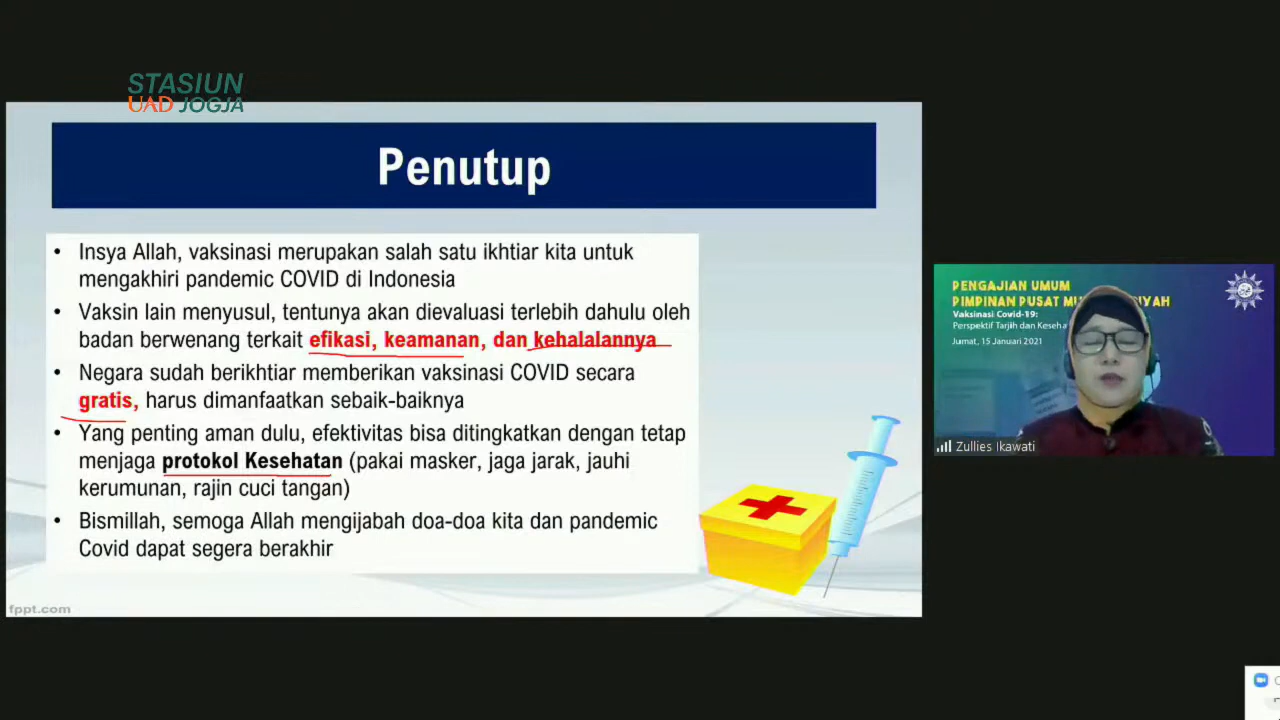 STASIUN
UAD JOGJA
Penutup
• Insya Allah, vaksinasi merupakan salah satu ikhtiar kita untuk
mengakhiri pandemic COVID di Indonesia
• Vaksin lain menyusul, tentunya akan dievaluasi terlebih dahulu oleh
badan berwenang terkait efikasi, keamanan, dan kehalalannya
• Negara sudah berikhtiar memberikan vaksinasi COVID secara
gratis, harus dimanfaatkan sebaik-baiknya
• Yang penting aman dulu, efektivitas bisa ditingkatkan dengan tetap
menjaga protokol Kesehatan (pakai masker, jaga jarak, jauhi
kerumunan, rajin cuci tangan)
• Bismillah, semoga Allah mengijabah doa-doa kita dan pandemic
Covid dapat segera berakhir
fppt.com
PENGAJIAN UMUM
PIMPINAN PUSAT
Vaksinasi Covid-19:
Perspektif Tarjih dan
Jumat, 15 Januari 2021
Zullies Ikawati